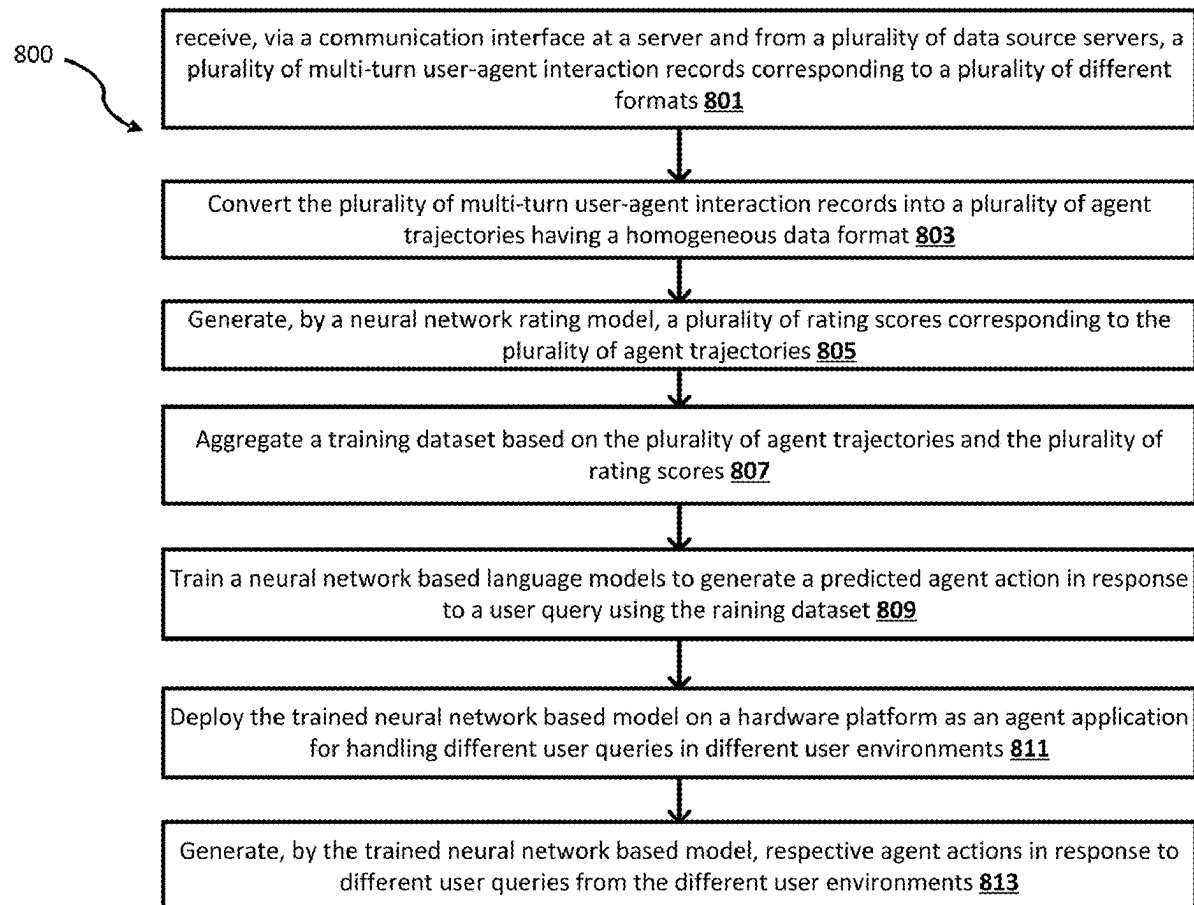 800
receive, via a communication interface at a server and from a plurality of data source servers, a
plurality of multi-turn user-agent interaction records corresponding to a plurality of different
formats 801
Convert the plurality of multi-turn user-agent interaction records into a plurality of agent
trajectories having a homogeneous data format 803
Generate, by a neural network rating model, a plurality of rating scores corresponding to the
plurality of agent trajectories 805
Aggregate a training dataset based on the plurality of agent trajectories and the plurality of
rating scores 807
Train a neural network based language models to generate a predicted agent action in response
to a user query using the raining dataset 809
Deploy the trained neural network based model on a hardware platform as an agent application
for handling different user queries in different user environments 811
Generate, by the trained neural network based model, respective agent actions in response to
different user queries from the different user environments 813